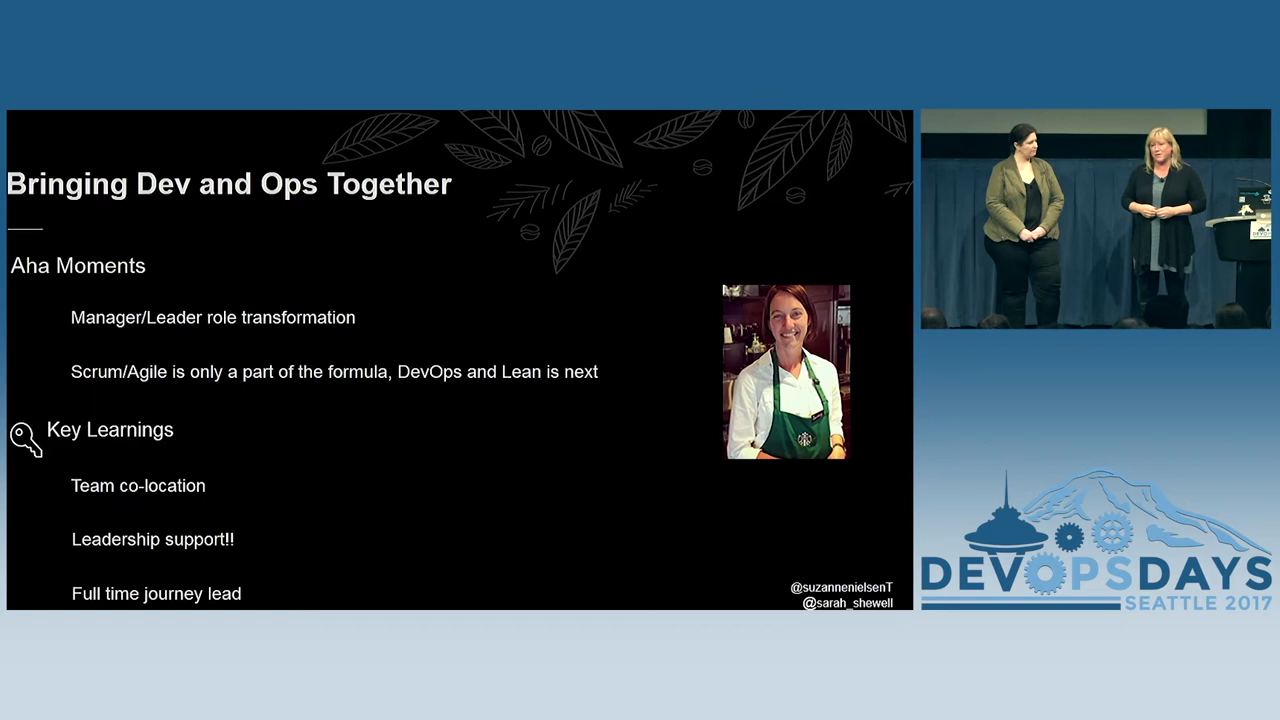 Bringing Dev and Ops Together
Aha Moments
Manager/Leader role transformation
Scrum/Agile is only a part of the formula, DevOps and Lean is next
Key Learnings
Team co-location
Leadership support!!
Full time journey lead
@suzannenielsenT
@sarah_shewell
DEVOPSDAYS
SEATTLE 2017